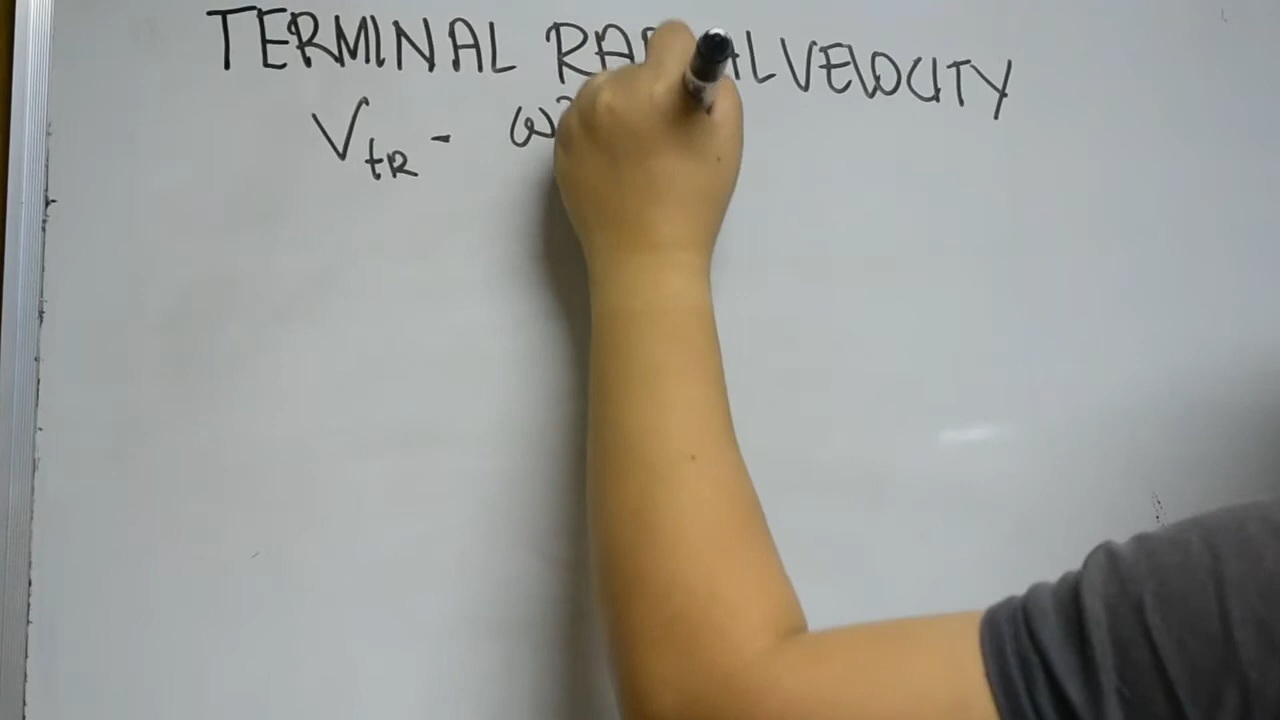 TERMINAL VELOCITY
VtR - ω